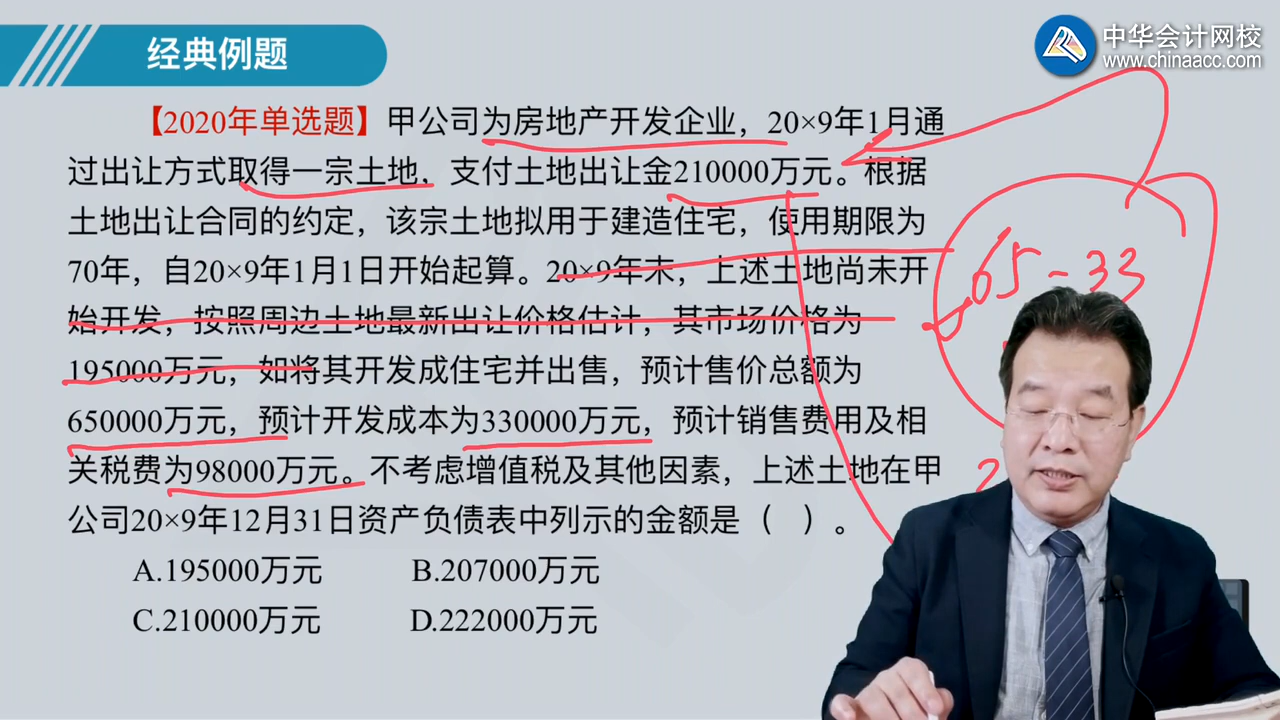 经典例题
中华会计网校
www.chinaacc.com
【2020年单选题】甲公司为房地产开发企业，20×9年1月通
过出让方式取得一宗土地，支付土地出让金210000万元。根据
土地出让合同的约定，该宗土地拟用于建造住宅，使用期限为
70年，自20×9年1月1日开始起算。20×9年末，上述土地尚未开
始开发，按照周边土地最新出让价格估计，其市场价格为
195000万元，如将其开发成住宅并出售，预计售价总额为
650000万元，预计开发成本为330000万元，预计销售费用及相
关税费为98000万元。不考虑增值税及其他因素，上述土地在甲
公司20×9年12月31日资产负债表中列示的金额是（ ）。
A.195000万元 B.207000万元
C.210000万元 D.222000万元
65-33
2